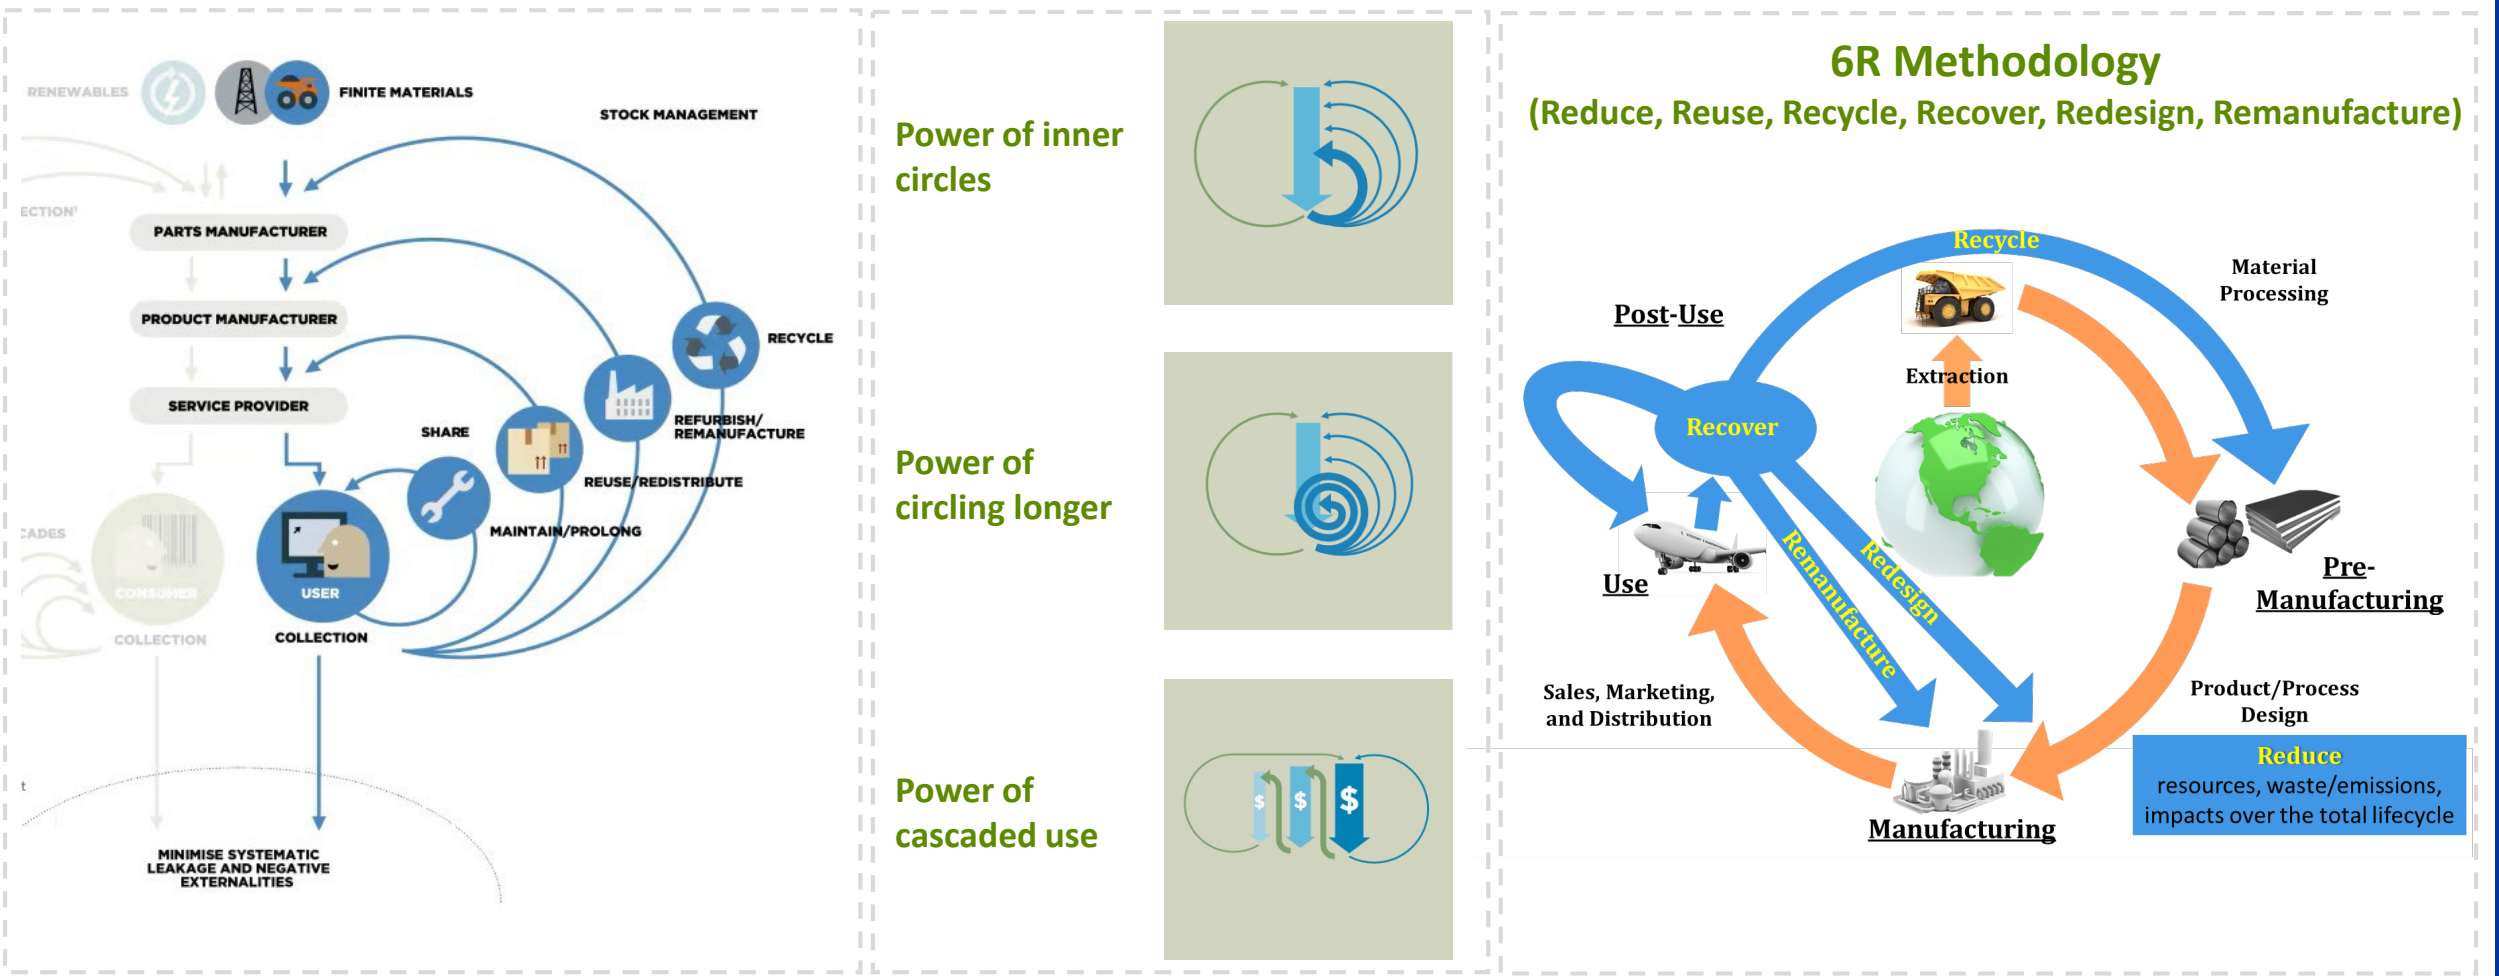 RENEWABLES
FINITE MATERIALS
STOCK MANAGEMENT
ECTION'
PARTS MANUFACTURER
PRODUCT MANUFACTURER
RECYCLE
SERVICE PROVIDER
SHARE
REFURBISH/
REMANUFACTURE
REUSE/REDISTRIBUTE
MAINTAIN/PROLONG
CADES
CONSUMER
USER
COLLECTION
COLLECTION
t
MINIMISE SYSTEMATIC
LEAKAGE AND NEGATIVE
EXTERNALITIES
Power of inner
circles
Power of
circling longer
Power of
cascaded use
$ $ $
6R Methodology
(Reduce, Reuse, Recycle, Recover, Redesign, Remanufacture)
Recycle
Material
Processing
Post-Use
Extraction
Recover
Use
Remanufacture
Redesign
Pre-
Manufacturing
Sales, Marketing,
and Distribution
Product/Process
Design
Reduce
resources, waste/emissions,
impacts over the total lifecycle
Manufacturing